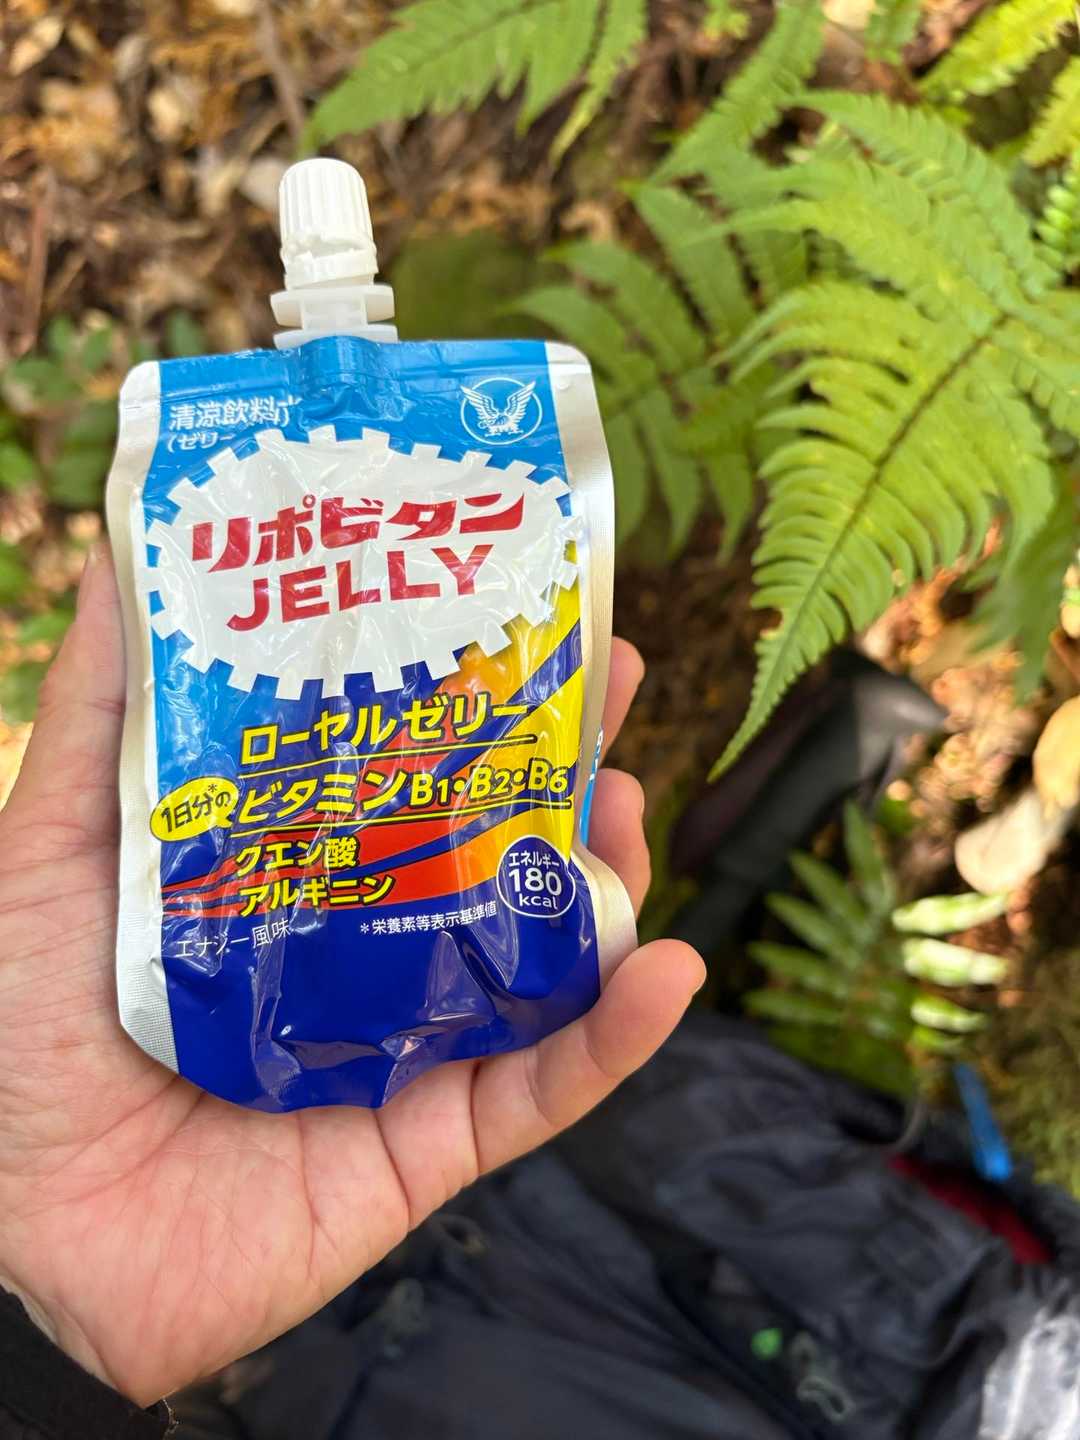 清涼飲料水
(ゼリー
リポビタン
JELLY
ローヤルゼリー
1日分*の
ビタミンB1・B2・B6
クエン酸
アルギニン
エネルギー
180
kcal
エナジー風味
*栄養素等表示基準値